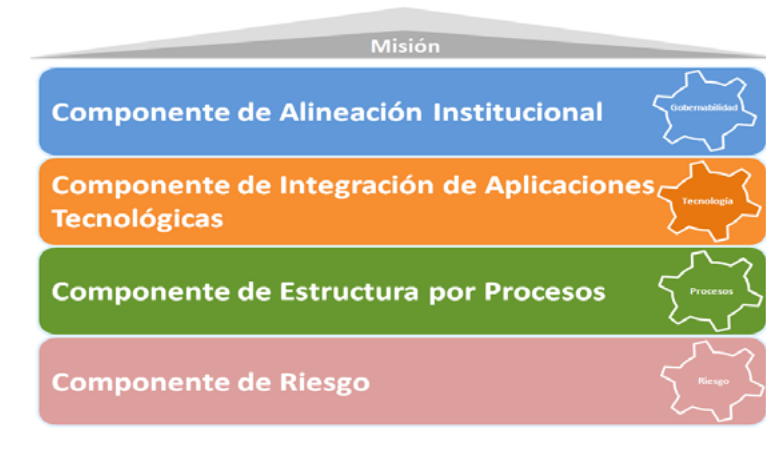 Misión
Componente de Alineación Institucional
Gobernabilidad
Componente de Integración de Aplicaciones
Tecnológicas
Tecnología
Componente de Estructura por Procesos
Procesos
Componente de Riesgo
Riesgo